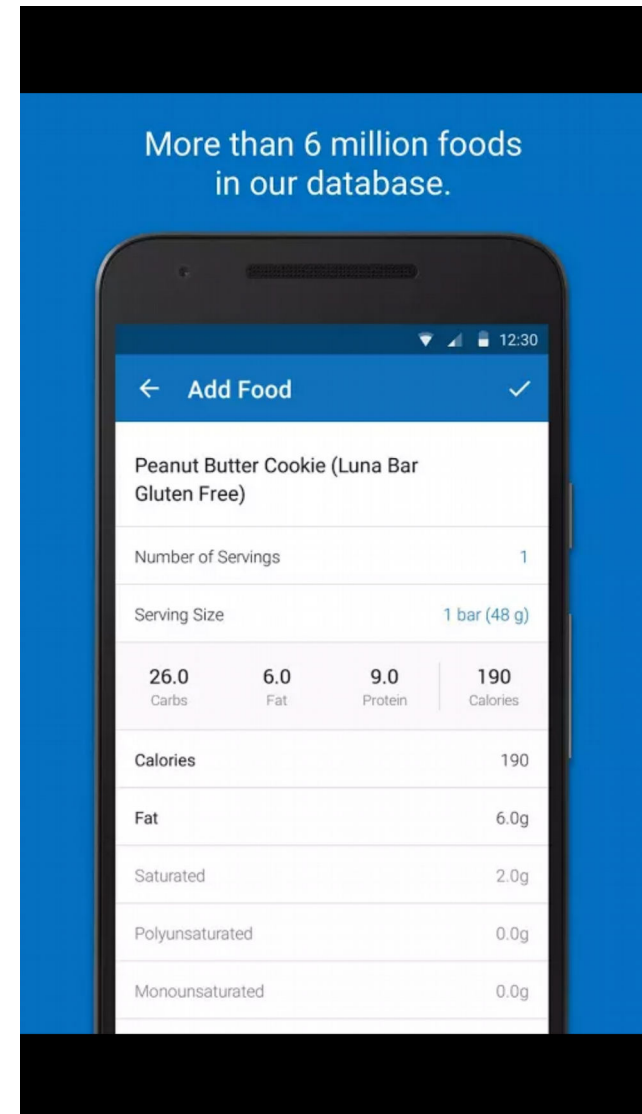 More than 6 million foods
in our database.
12:30
Add Food
Peanut Butter Cookie (Luna Bar
Gluten Free)
Number of Servings 1
Serving Size 1 bar (48 g)
26.0 6.0 9.0 190
Carbs Fat Protein Calories
Calories 190
Fat 6.0g
Saturated 2.0g
Polyunsaturated 0.0g
Monounsaturated 0.0g